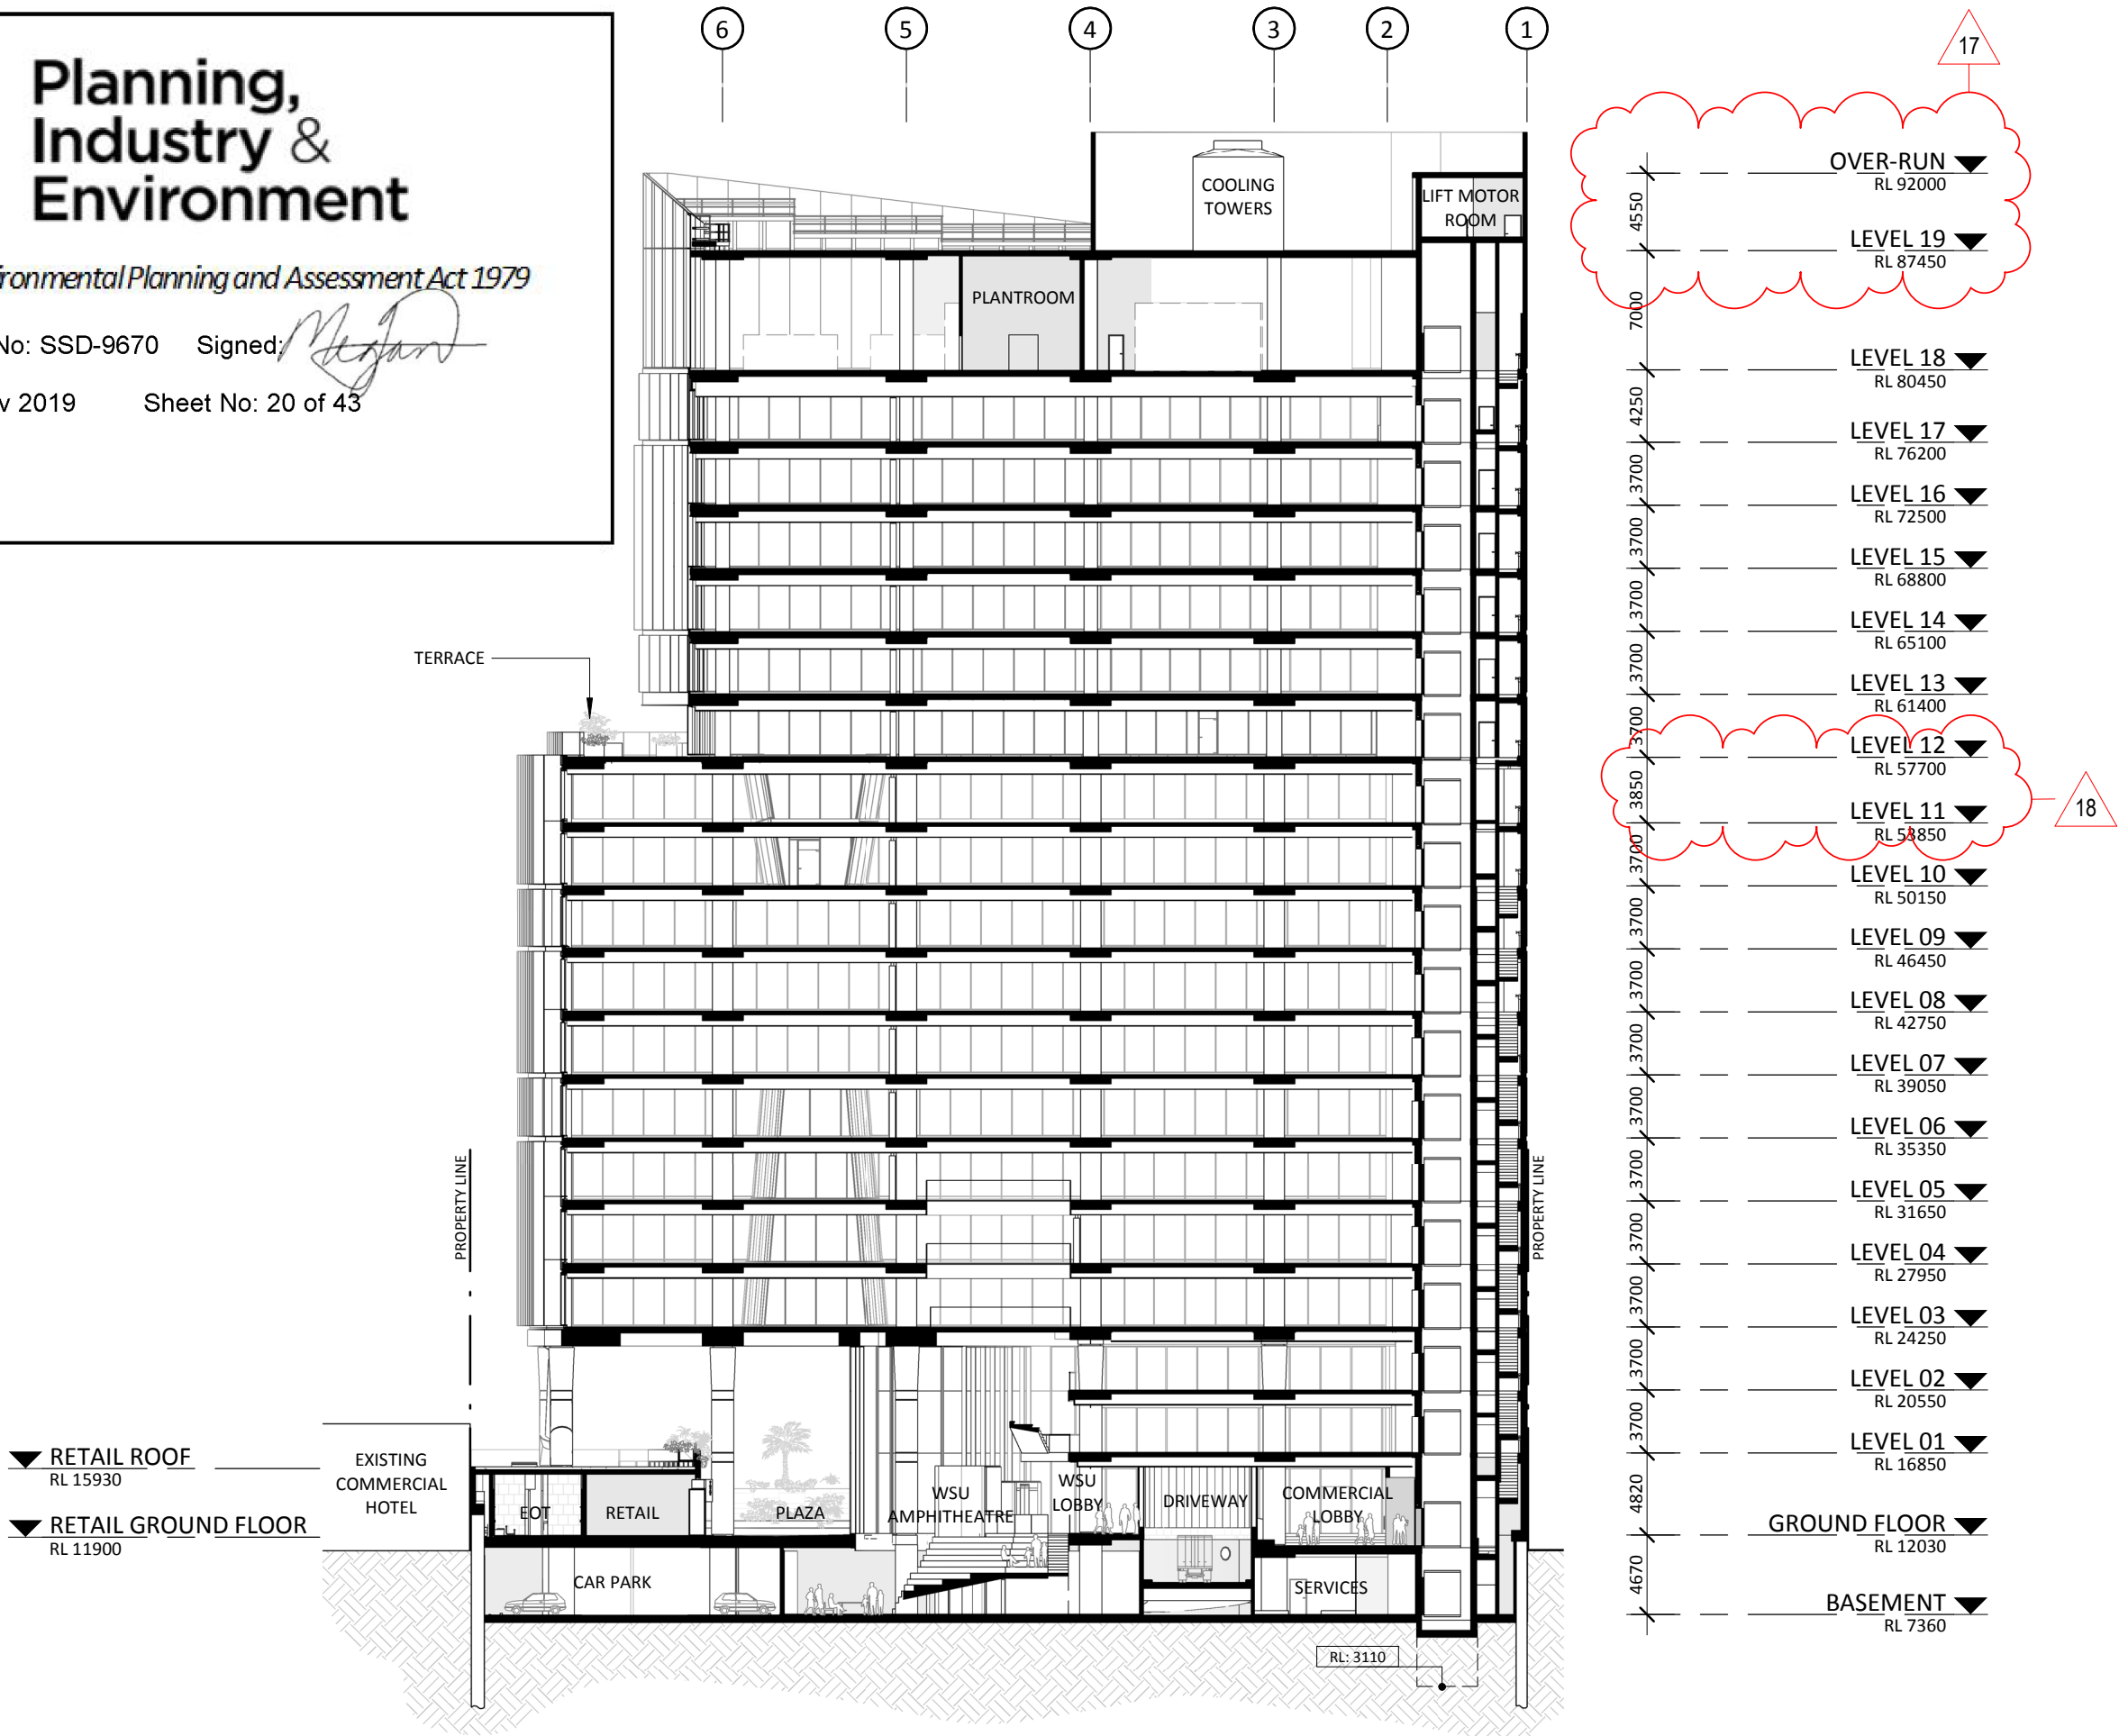 Planning,
Industry &
Environment
ronmental Planning and Assessment Act 1979
No: SSD-9670 Signed:
v 2019 Sheet No: 20 of 43
6 5 4 3 2 1
17
COOLING
TOWERS
LIFT MOTOR
ROOM
PLANTROOM
TERRACE
PROPERTY LINE
PROPERTY LINE
OVER-RUN
RL 92000
4550
LEVEL 19
RL 87450
7000
LEVEL 18
RL 80450
4250
LEVEL 17
RL 76200
3700
LEVEL 16
RL 72500
3700
LEVEL 15
RL 68800
3700
LEVEL 14
RL 65100
3700
LEVEL 13
RL 61400
3700
LEVEL 12
RL 57700
3850
18
LEVEL 11
RL 53850
3700
LEVEL 10
RL 50150
3700
LEVEL 09
RL 46450
3700
LEVEL 08
RL 42750
3700
LEVEL 07
RL 39050
3700
LEVEL 06
RL 35350
3700
LEVEL 05
RL 31650
3700
LEVEL 04
RL 27950
3700
LEVEL 03
RL 24250
3700
LEVEL 02
RL 20550
3700
LEVEL 01
RL 16850
4820
GROUND FLOOR
RL 12030
4670
BASEMENT
RL 7360
RETAIL ROOF
RL 15930
RETAIL GROUND FLOOR
RL 11900
EXISTING
COMMERCIAL
HOTEL
EOT
RETAIL
PLAZA
WSU
AMPHITHEATRE
WSU
LOBBY
DRIVEWAY
COMMERCIAL
LOBBY
CAR PARK
SERVICES
RL: 3110